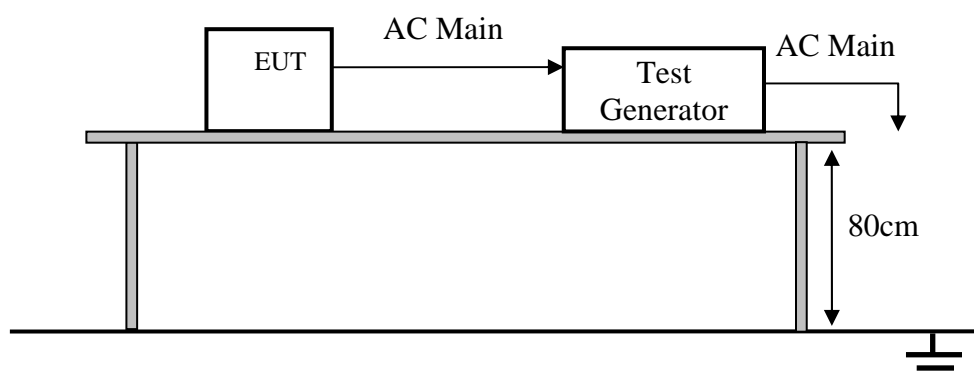 AC Main
EUT
AC Main
Test
Generator
80cm